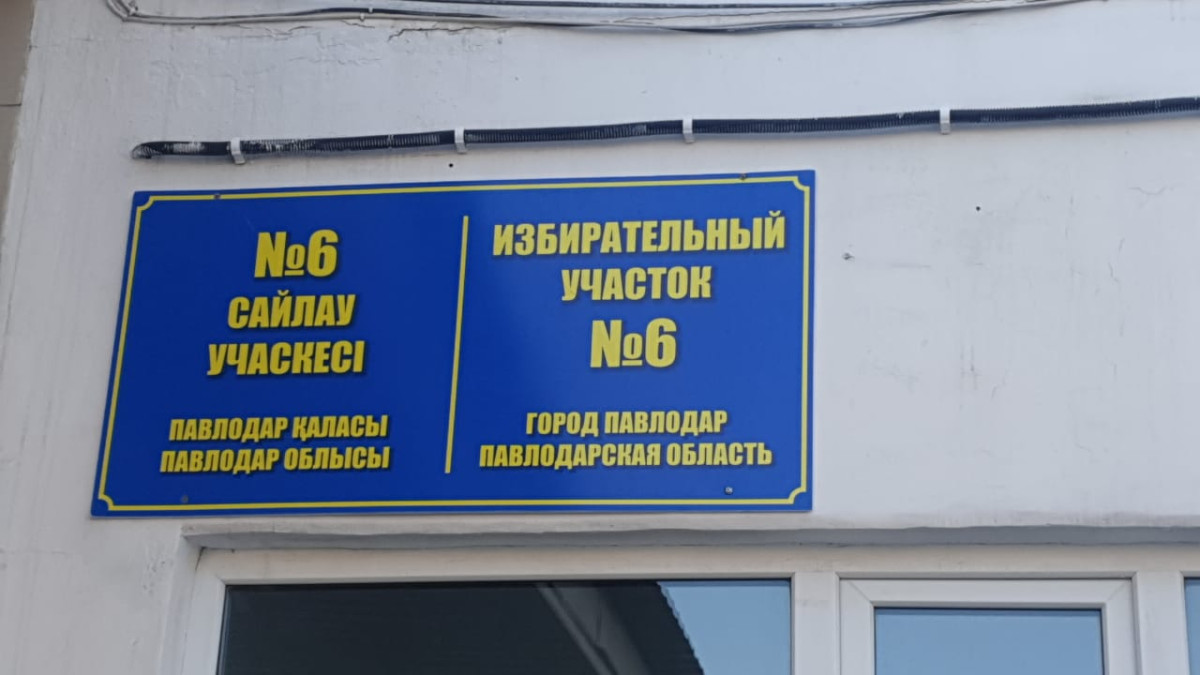 №6
САЙЛАУ
УЧАСКЕСІ
ПАВЛОДАР ҚАЛАСЫ
ПАВЛОДАР ОБЛЫСЫ
ИЗБИРАТЕЛЬНЫЙ
УЧАСТОК
№6
ГОРОД ПАВЛОДАР
ПАВЛОДАРСКАЯ ОБЛАСТЬ